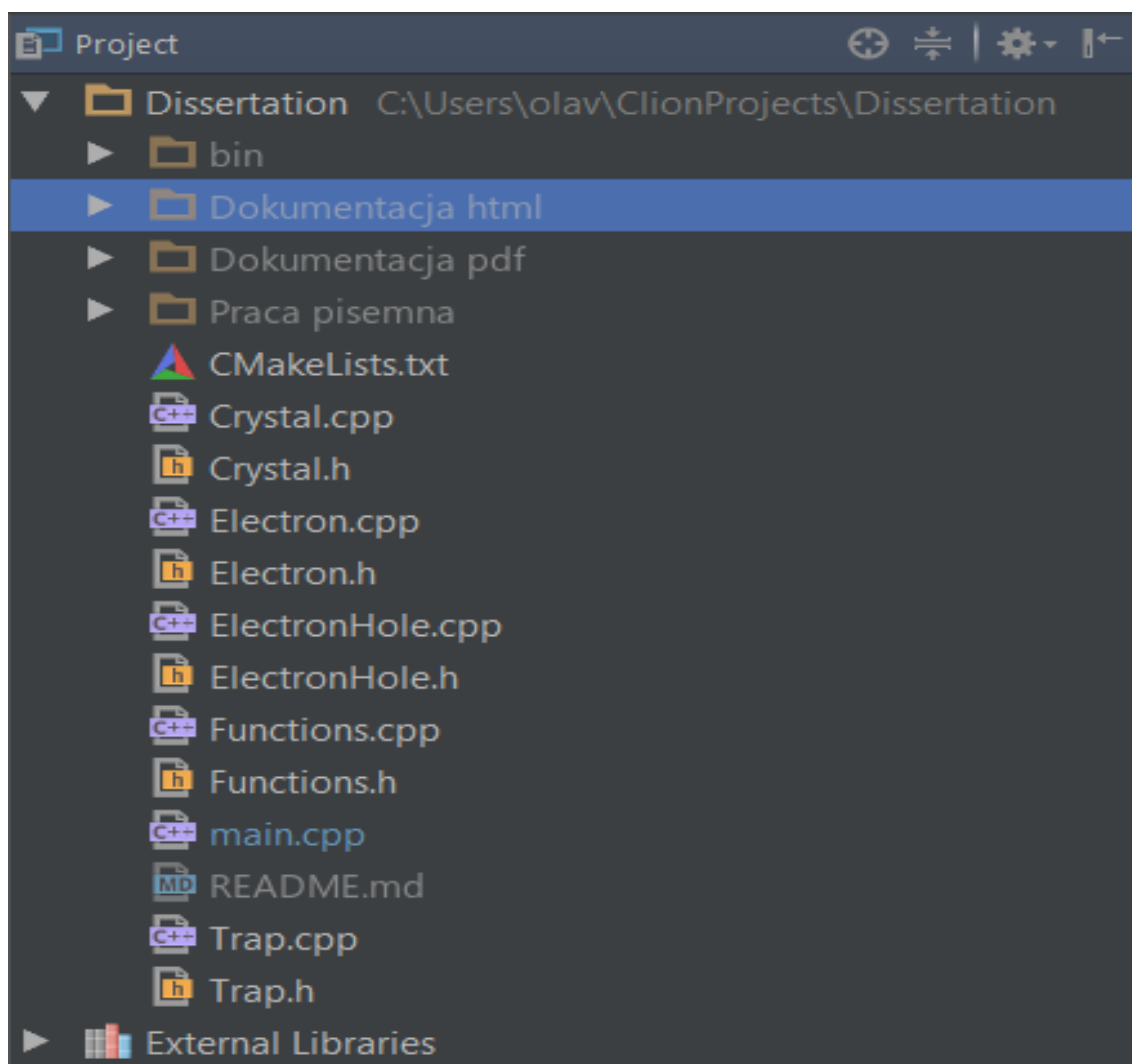 Project
Dissertation C:\Users\olav\ClionProjects\Dissertation
bin
Dokumentacja html
Dokumentacja pdf
Praca pisemna
CMakeLists.txt
C++ Crystal.cpp
h Crystal.h
C++ Electron.cpp
h Electron.h
C++ ElectronHole.cpp
h ElectronHole.h
C++ Functions.cpp
h Functions.h
C++ main.cpp
MD README.md
C++ Trap.cpp
h Trap.h
External Libraries